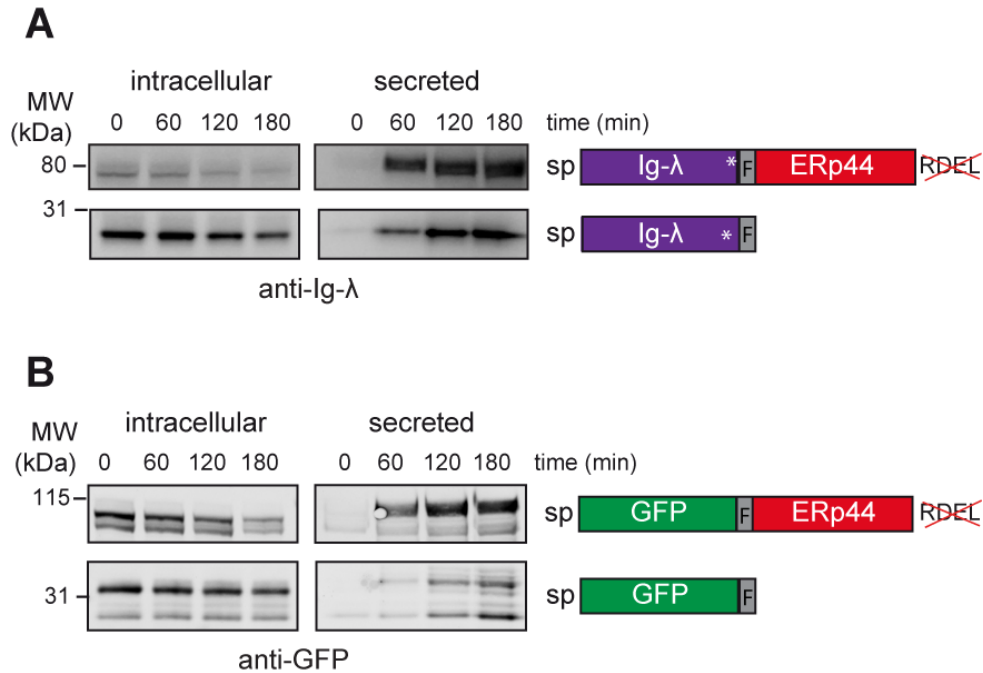 A
intracellular secreted
MW
(kDa)
0 60 120 180 0 60 120 180 time (min)
80
sp Ig-λ * F ERp44 RDEL
31
sp Ig-λ * F
anti-Ig-λ
B
intracellular secreted
MW
(kDa)
0 60 120 180 0 60 120 180 time (min)
115
sp GFP F ERp44 RDEL
31
sp GFP F
anti-GFP